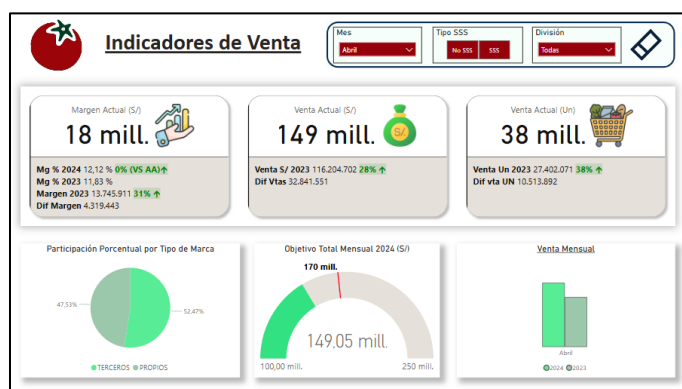 Indicadores de Venta
Mes
Abril
Tipo SSS
No SSS
SSS
División
Todas
Margen Actual (S/)
18 mill.
Mg % 2024 12,12 % 0% (VS AA)↑
Mg % 2023 11,83 %
Margen 2023 13.745.911 31% ↑
Dif Margen 4.319.443
Venta Actual (S/)
149 mill.
S/
Venta S/ 2023 116.204.702 28% ↑
Dif Vtas 32.841.551
Venta Actual (Un)
38 mill.
Venta Un 2023 27.402.071 38% ↑
Dif vta UN 10.513.892
Participación Porcentual por Tipo de Marca
47,53%
52,47%
TERCEROS PROPIOS
Objetivo Total Mensual 2024 (S/)
170 mill.
149,05 mill.
100,00 mill.
250 mill.
Venta Mensual
Abril
2024 2023